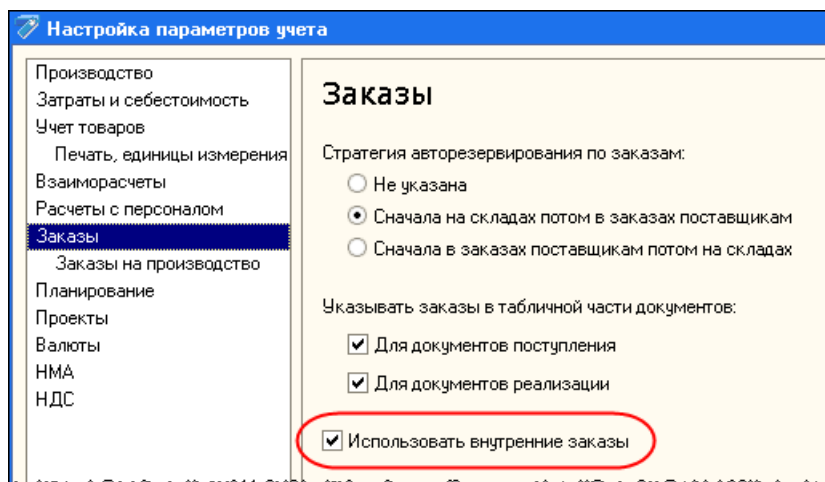 Настройка параметров учета
Производство
Затраты и себестоимость
Учет товаров
Печать, единицы измерения
Взаиморасчеты
Расчеты с персоналом
Заказы
Заказы на производство
Планирование
Проекты
Валюты
НМА
НДС
Заказы
Стратегия авторезервирования по заказам:
Не указана
Сначала на складах потом в заказах поставщикам
Сначала в заказах поставщикам потом на складах
Указывать заказы в табличной части документов:
Для документов поступления
Для документов реализации
Использовать внутренние заказы